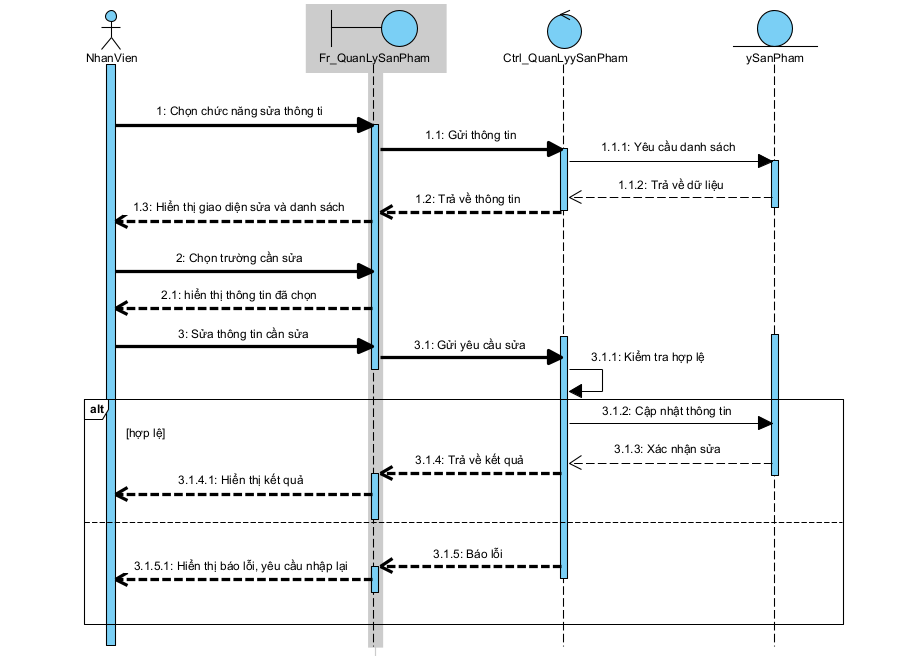 NhanVien
Fr_QuanLySanPham
Ctrl_QuanLyySanPham
ySanPham
1: Chọn chức năng sửa thông ti
1.1: Gửi thông tin
1.1.1: Yêu cầu danh sách
1.1.2: Trả về dữ liệu
1.2: Trả về thông tin
1.3: Hiển thị giao diện sửa và danh sách
2: Chọn trường cần sửa
2.1: hiển thị thông tin đã chọn
3: Sửa thông tin cần sửa
3.1: Gửi yêu cầu sửa
3.1.1: Kiểm tra hợp lệ
alt
[hợp lệ]
3.1.2: Cập nhật thông tin
3.1.3: Xác nhận sửa
3.1.4: Trả về kết quả
3.1.4.1: Hiển thị kết quả
3.1.5: Báo lỗi
3.1.5.1: Hiển thị báo lỗi, yêu cầu nhập lại